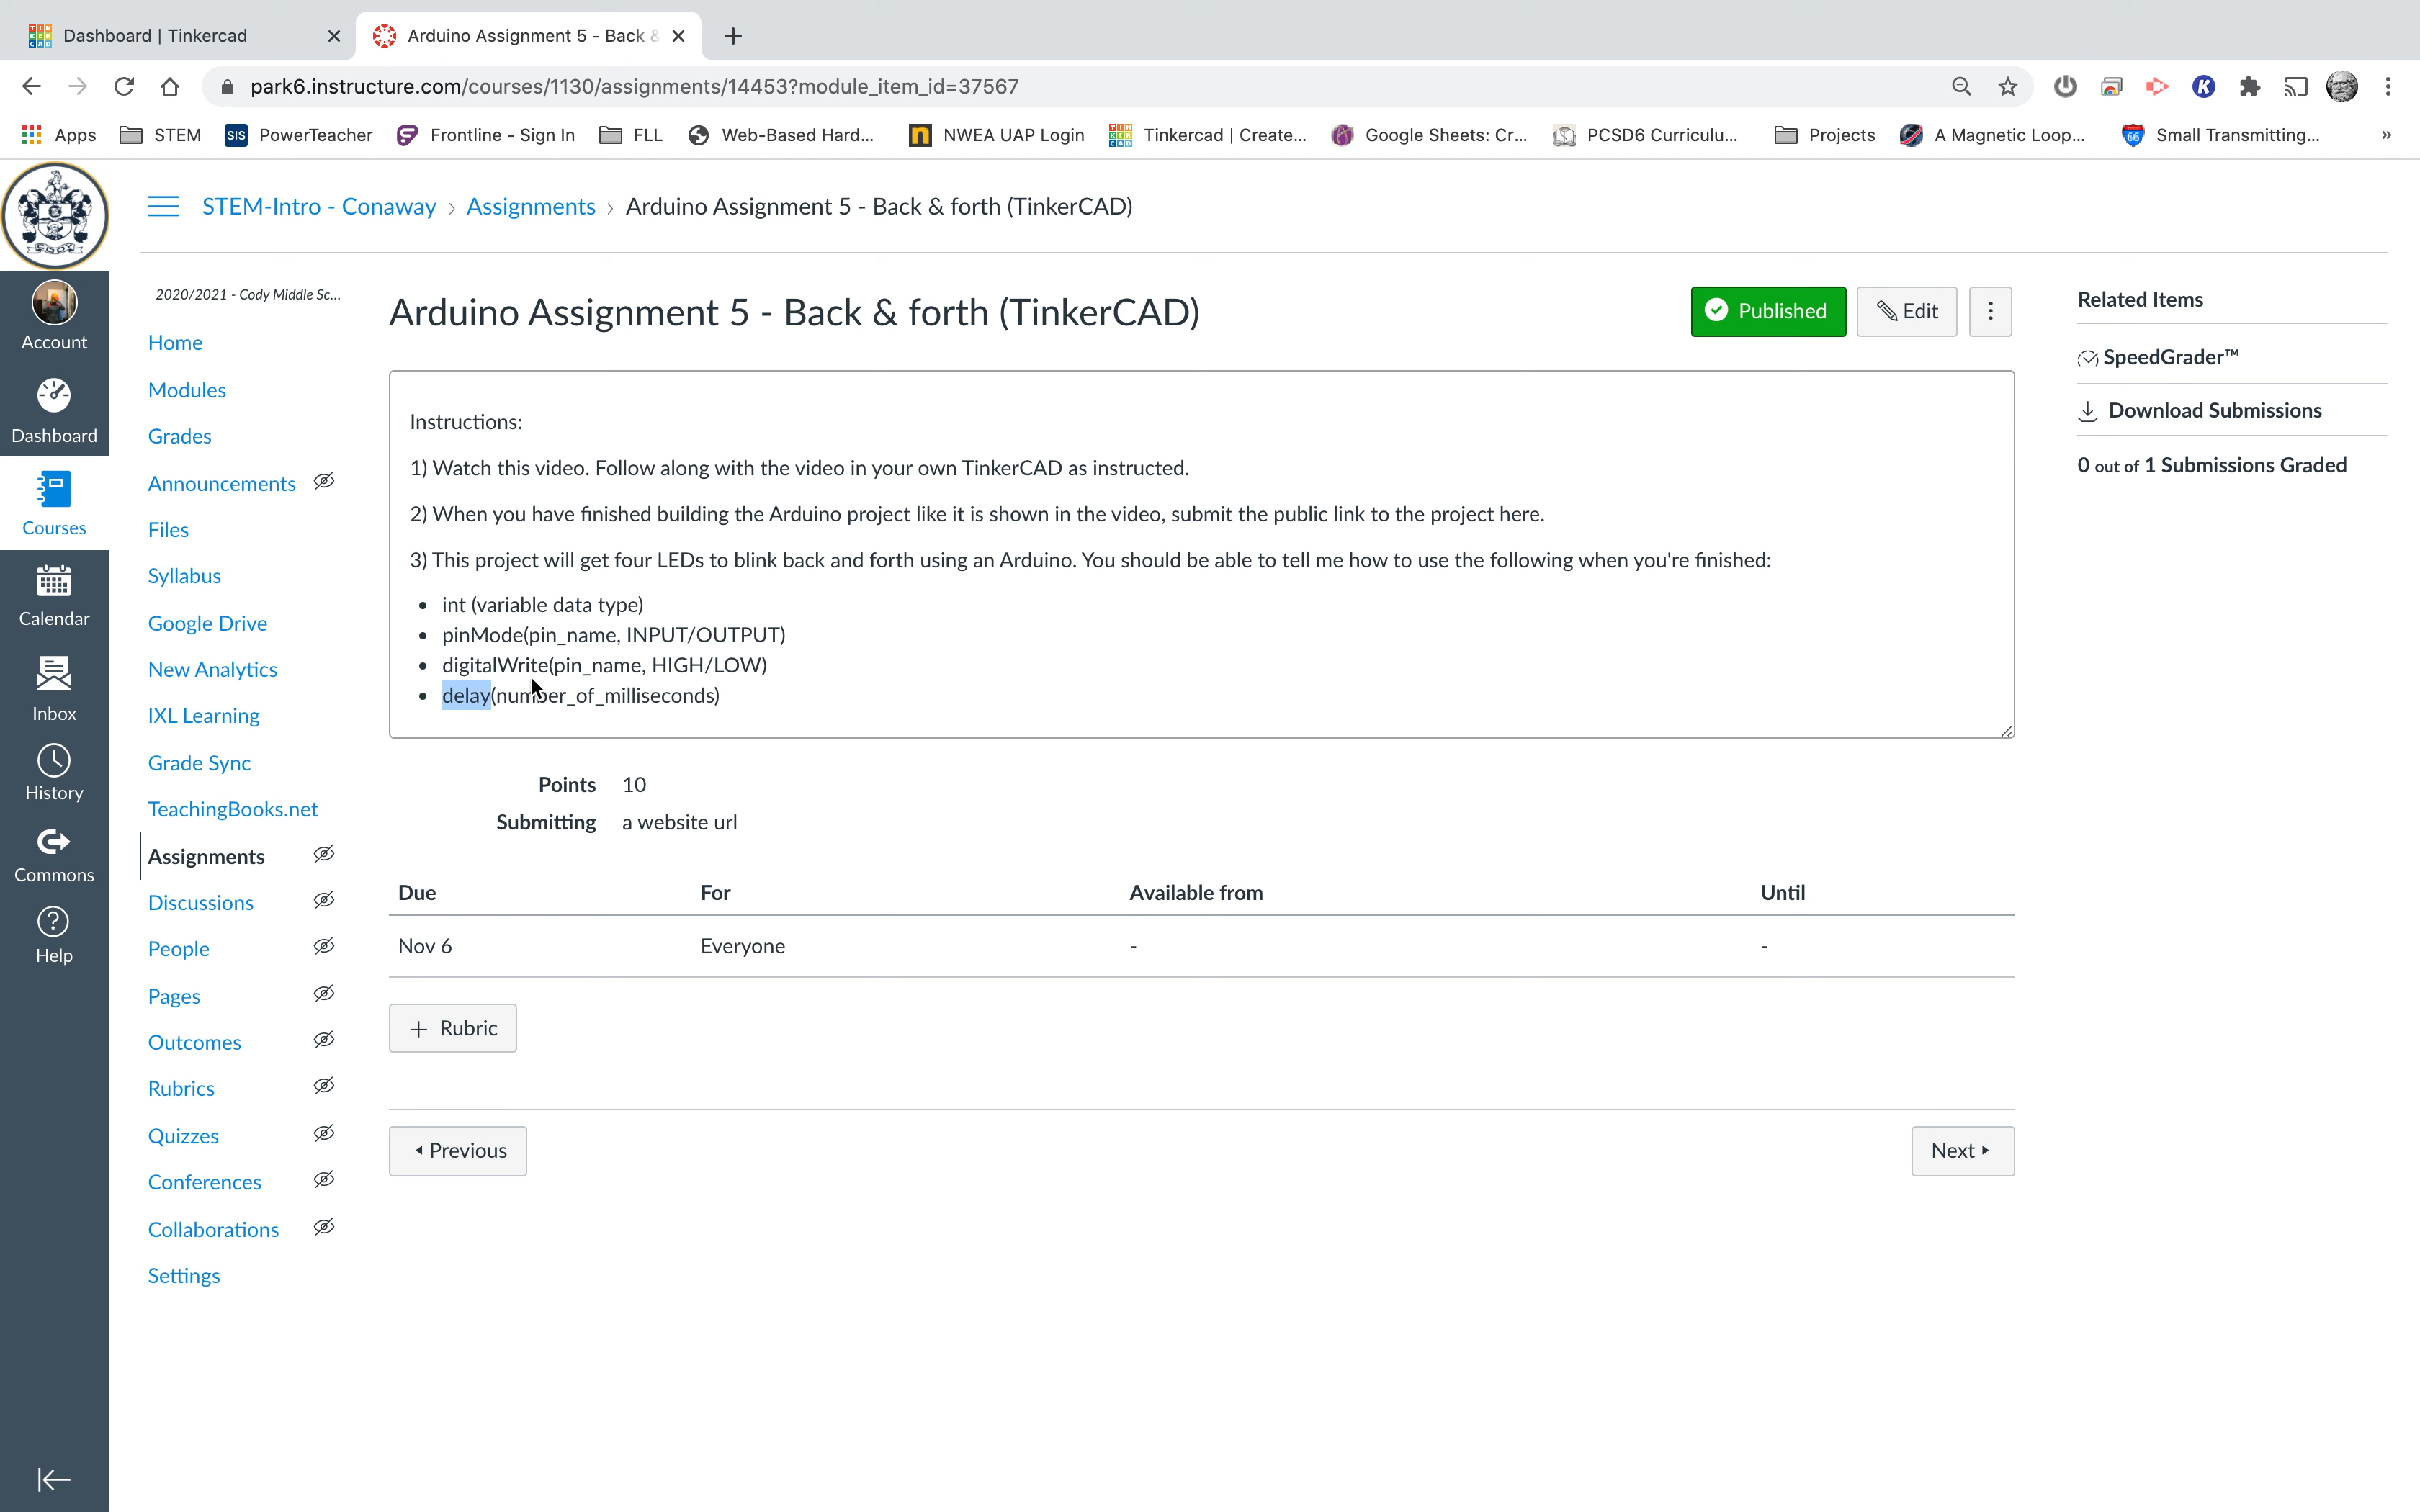 Dashboard | Tinkercad
Arduino Assignment 5 - Back &
park6.instructure.com/courses/1130/assignments/14453?module_item_id=37567
Apps
STEM
SIS PowerTeacher
Frontline - Sign In
FLL
Web-Based Hard...
NWEA UAP Login
Tinkercad | Create...
Google Sheets: Cr...
PCSD6 Curriculu...
Projects
A Magnetic Loop...
66 Small Transmitting...
»
STEM-Intro - Conaway › Assignments › Arduino Assignment 5 - Back & forth (TinkerCAD)
Account
Dashboard
Courses
Calendar
Inbox
History
Commons
Help
2020/2021 - Cody Middle Sc...
Home
Modules
Grades
Announcements
Files
Syllabus
Google Drive
New Analytics
IXL Learning
Grade Sync
TeachingBooks.net
Assignments
Discussions
People
Pages
Outcomes
Rubrics
Quizzes
Conferences
Collaborations
Settings
Arduino Assignment 5 - Back & forth (TinkerCAD)
Published
Edit
Instructions:
1) Watch this video. Follow along with the video in your own TinkerCAD as instructed.
2) When you have finished building the Arduino project like it is shown in the video, submit the public link to the project here.
3) This project will get four LEDs to blink back and forth using an Arduino. You should be able to tell me how to use the following when you're finished:
• int (variable data type)
• pinMode(pin_name, INPUT/OUTPUT)
• digitalWrite(pin_name, HIGH/LOW)
• delay(number_of_milliseconds)
Points 10
Submitting a website url
Due For Available from Until
Nov 6 Everyone - -
+ Rubric
Previous
Next
Related Items
SpeedGrader™
Download Submissions
0 out of 1 Submissions Graded